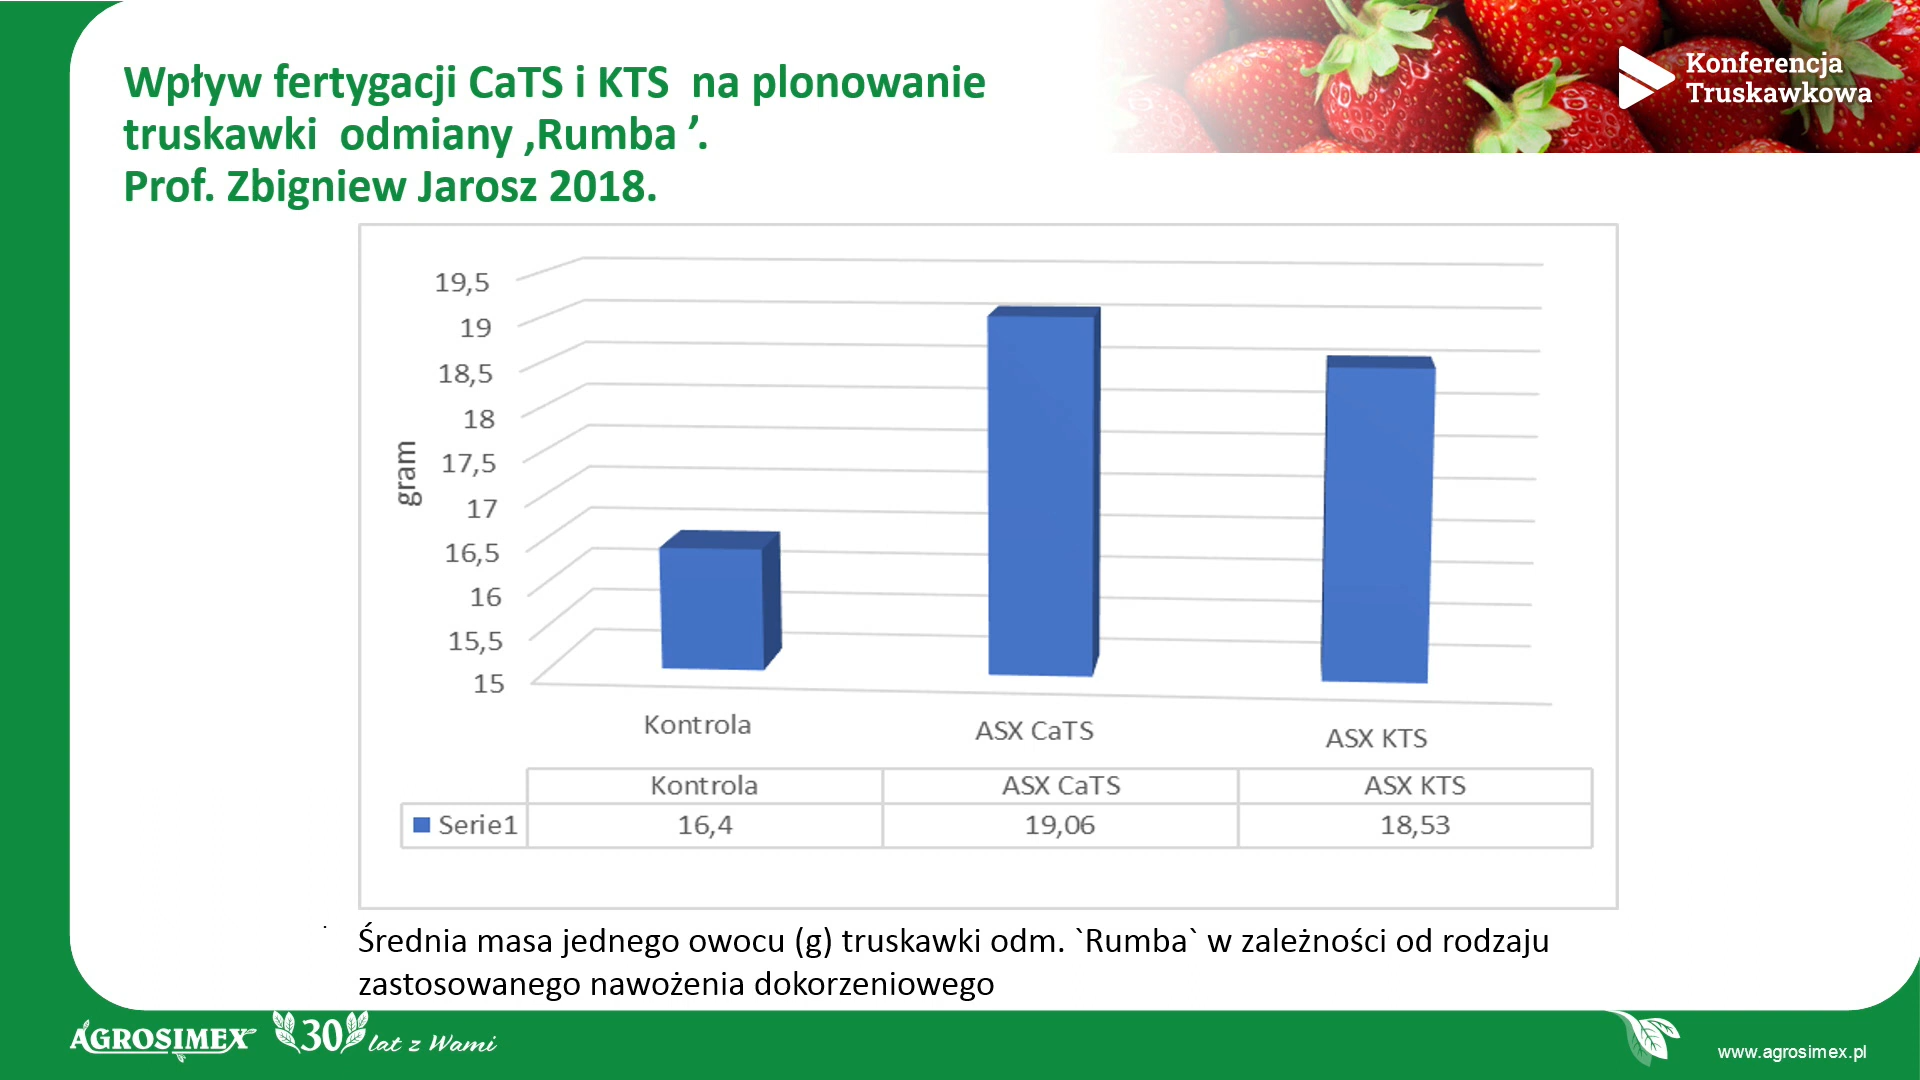 Wpływ fertygacji CaTS i KTS na plonowanie
truskawki odmiany ,Rumba ’.
Prof. Zbigniew Jarosz 2018.
Konferencja
Truskawkowa
19,5
19
18,5
18
17,5
17
16,5
16
15,5
15
gram
Kontrola
ASX CaTS
ASX KTS
Kontrola ASX CaTS ASX KTS
Serie1 16,4 19,06 18,53
Średnia masa jednego owocu (g) truskawki odm. `Rumba` w zależności od rodzaju
zastosowanego nawożenia dokorzeniowego
AGROSIMEX 30 lat z Wami
www.agrosimex.pl